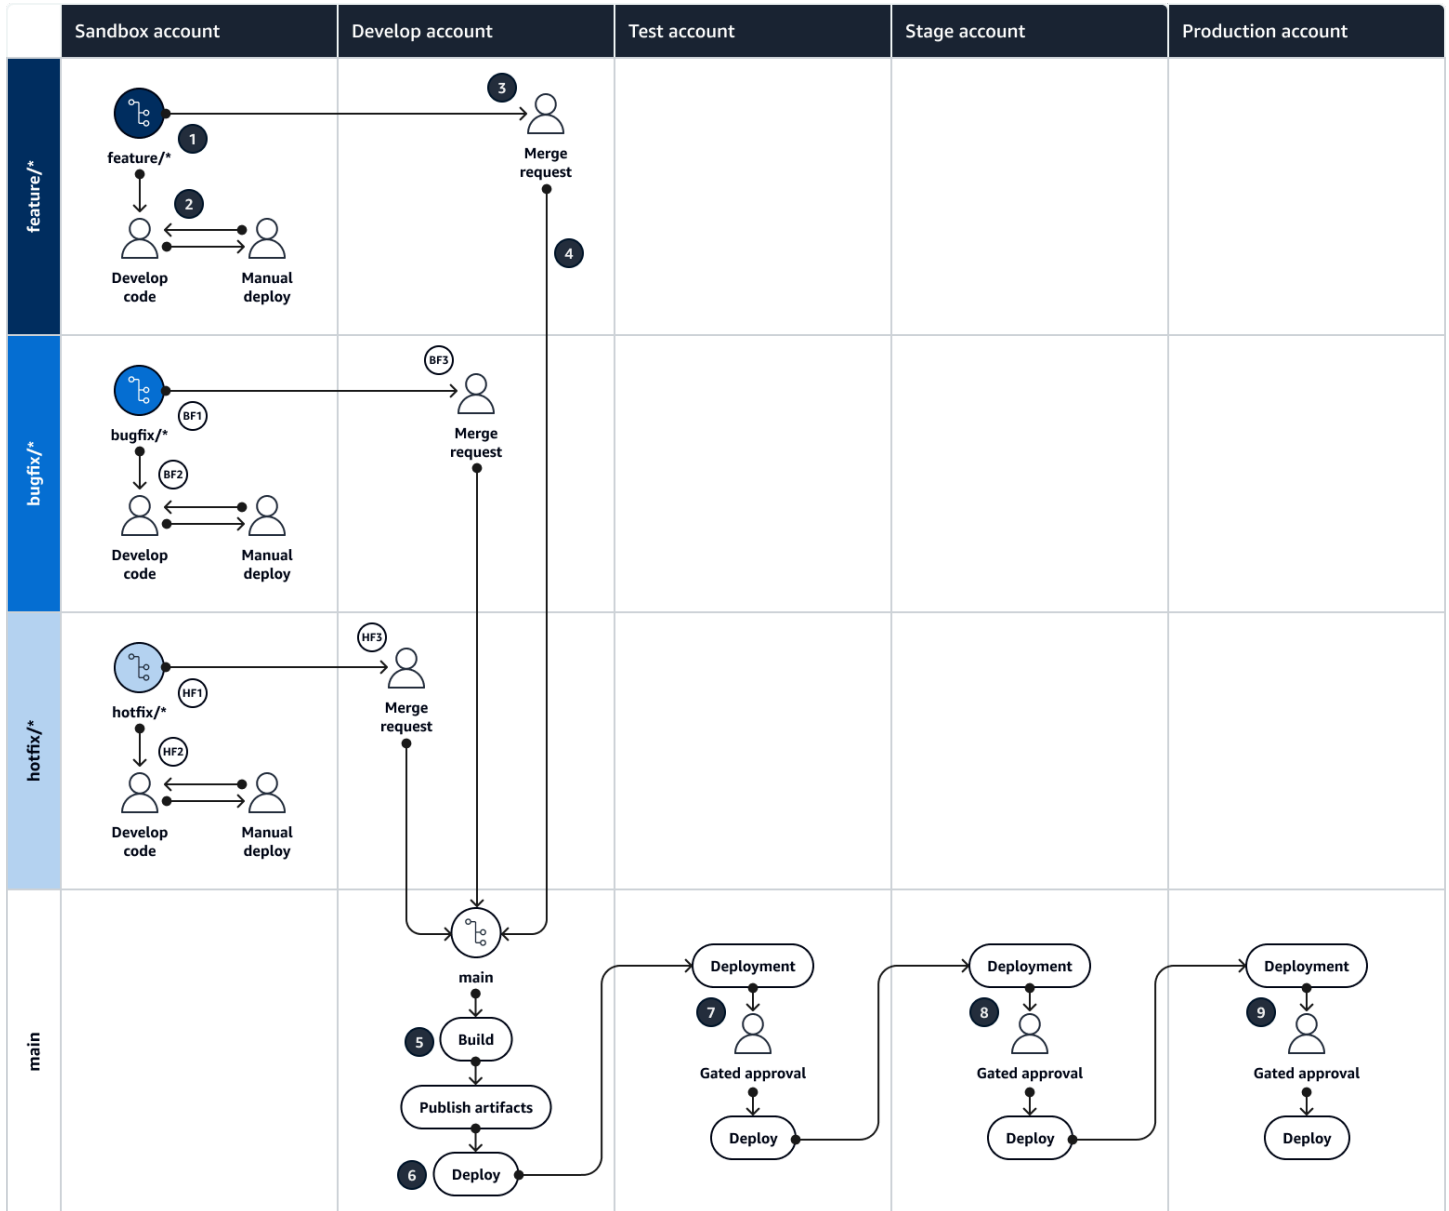 Sandbox account
Develop account
Test account
Stage account
Production account
feature/*
1
3
feature/*
Merge
request
2
4
Develop
code
Manual
deploy
bugfix/*
BF3
BF1
bugfix/*
Merge
request
BF2
Develop
code
Manual
deploy
hotfix/*
HF3
HF1
hotfix/*
Merge
request
HF2
Develop
code
Manual
deploy
main
main
5
Build
Publish artifacts
6
Deploy
Deployment
7
Gated approval
Deploy
Deployment
8
Gated approval
Deploy
Deployment
9
Gated approval
Deploy